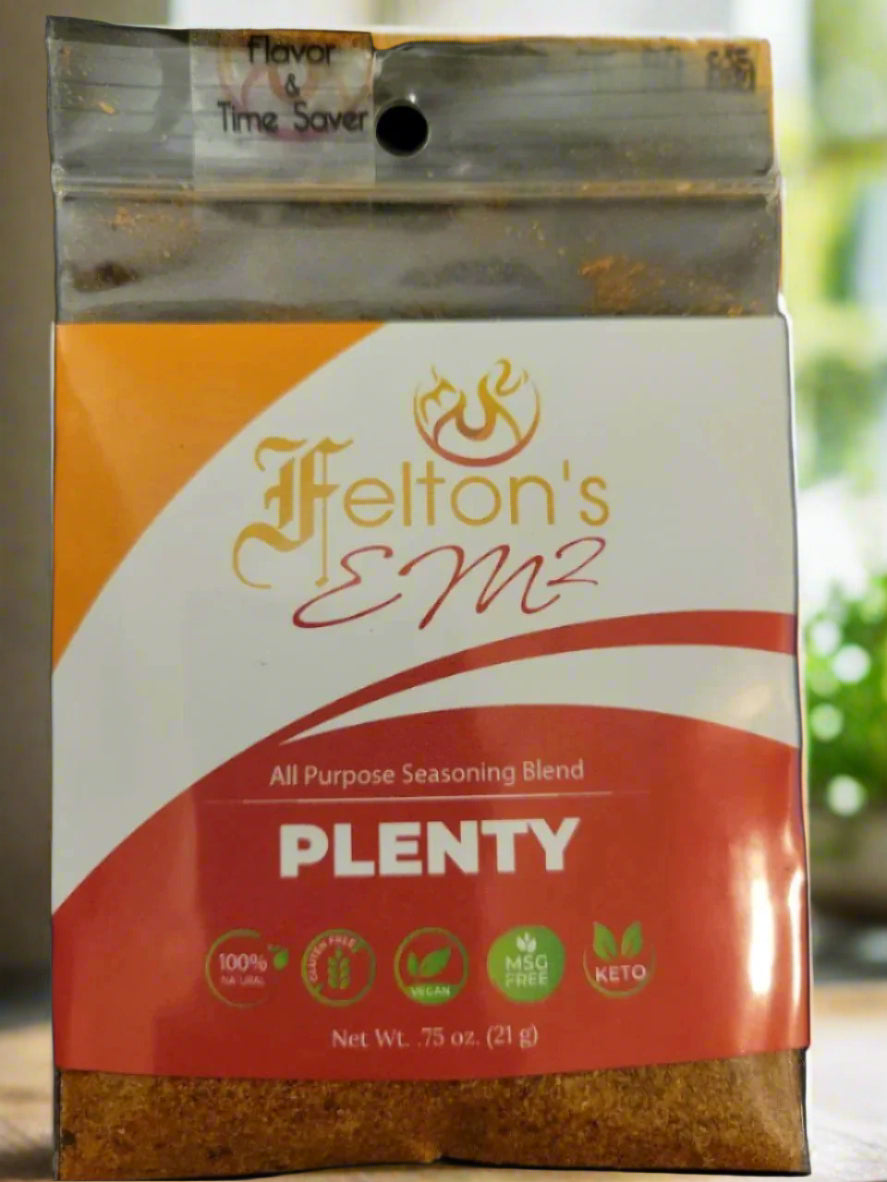 Flavor
&
Time Saver
Felton's
EM2
All Purpose Seasoning Blend
PLENTY
100%
NATURAL
GLUTEN FREE
VEGAN
MSG
FREE
KETO
Net Wt. .75 oz. (21 g)